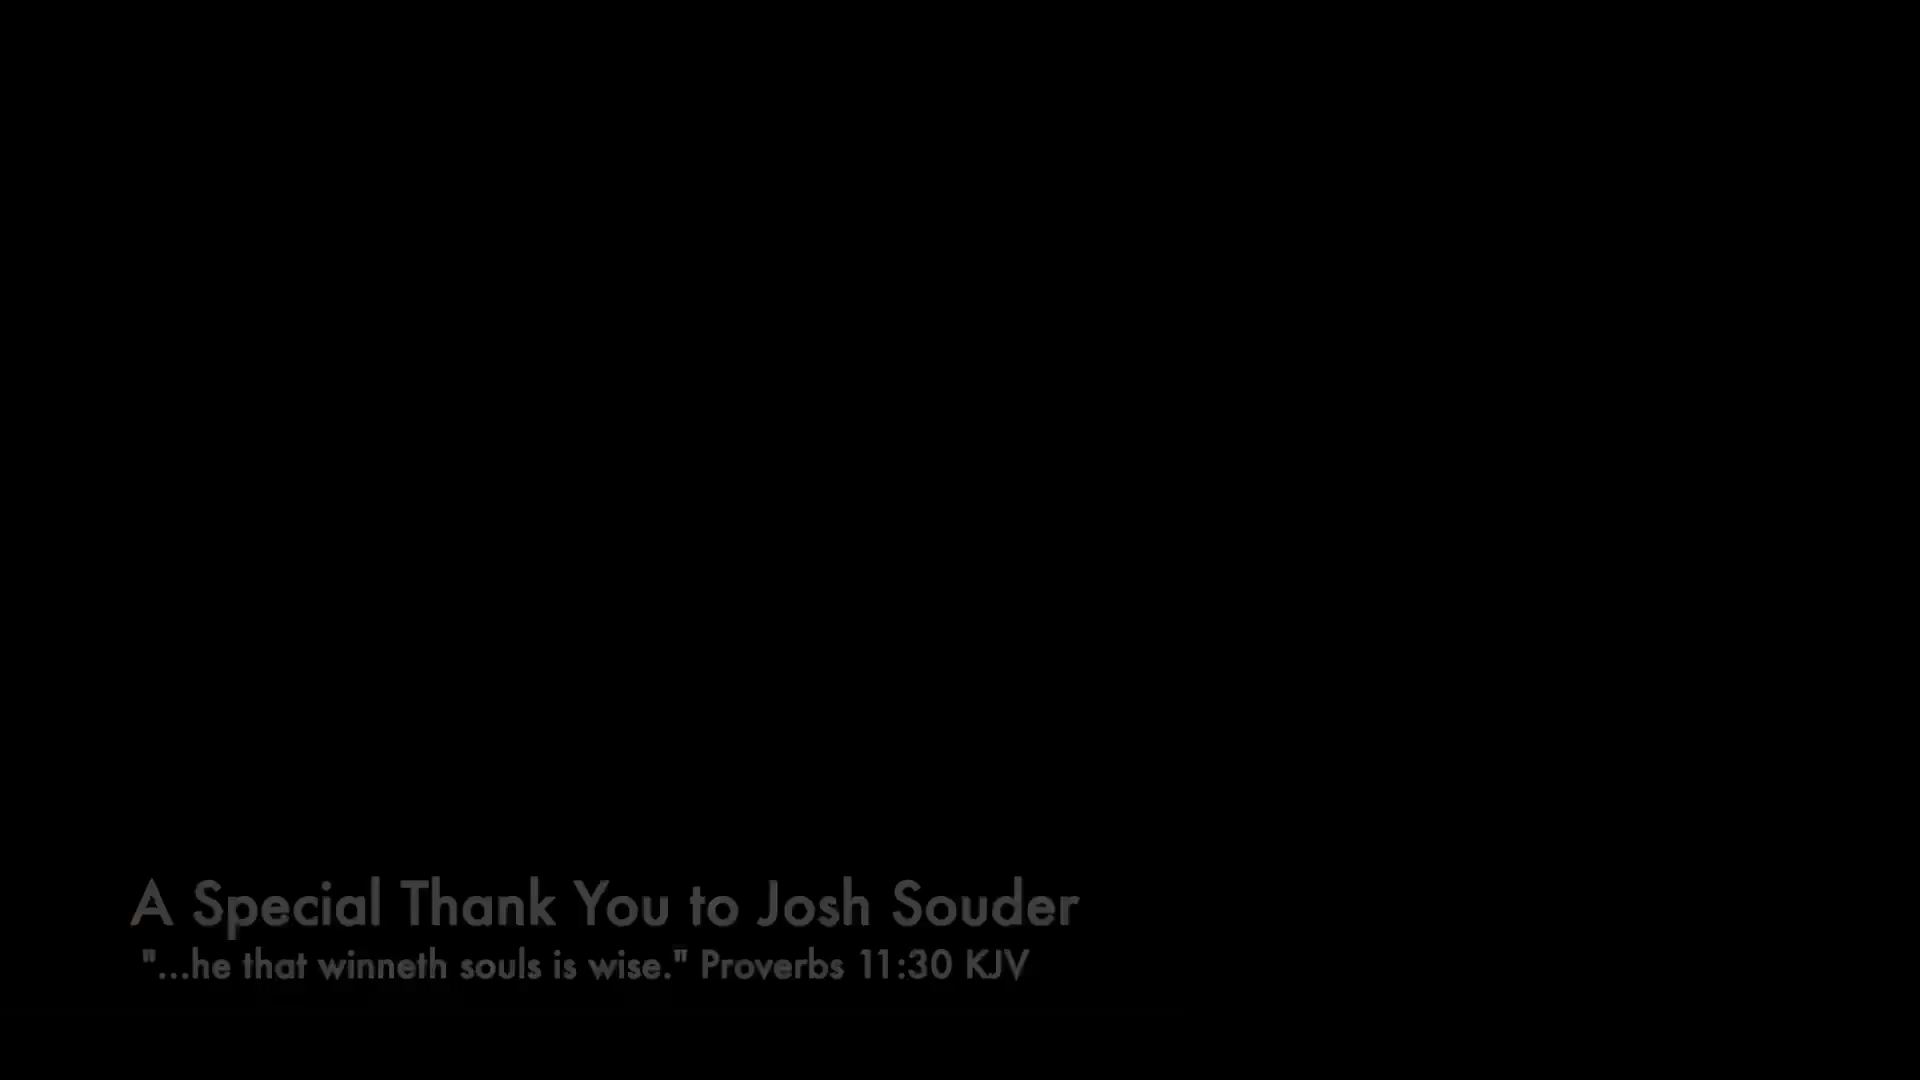 A Special Thank You to Josh Souder
"...he that winneth souls is wise." Proverbs 11:30 KJV